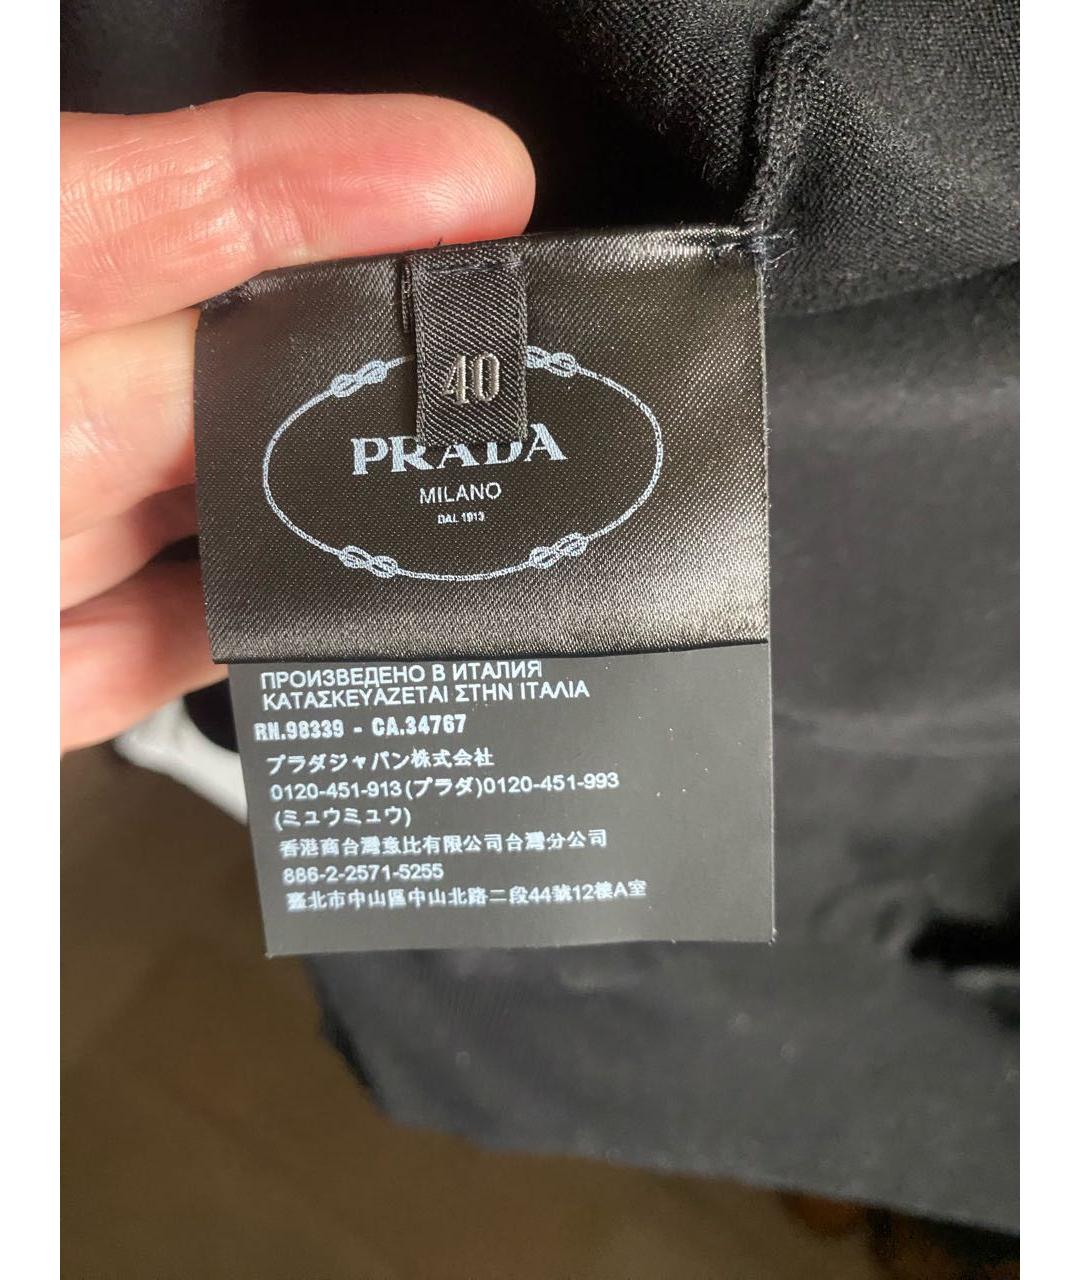 40
PRADA
MILANO
DAL 1913
ПРОИЗВЕДЕНО В ИТАЛИЯ
ΚΑΤΑΣΚΕΥΑΖΕΤΑΙ ΣΤΗΝ ΙΤΑΛΙΑ
RN.98339 - CA.34767
プラダジャパン株式会社
0120-451-913(プラダ)0120-451-993
(ミュウミュウ)
香港商台灣意比有限公司台灣分公司
886-2-2571-5255
臺北市中山區中山北路二段44號12樓A室